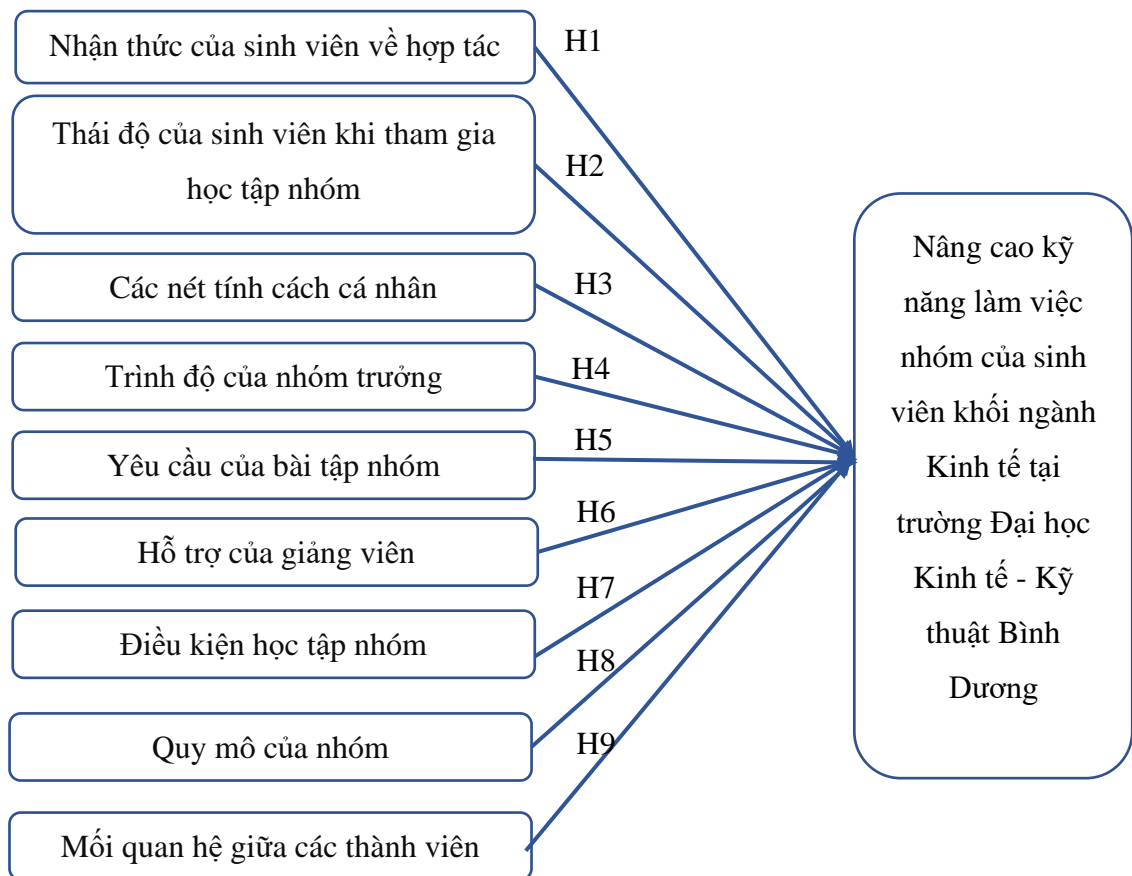 Nhận thức của sinh viên về hợp tác
H1
Thái độ của sinh viên khi tham gia
học tập nhóm
H2
Các nét tính cách cá nhân
H3
Trình độ của nhóm trưởng
H4
Yêu cầu của bài tập nhóm
H5
Hỗ trợ của giảng viên
H6
Điều kiện học tập nhóm
H7
Quy mô của nhóm
H8
Mối quan hệ giữa các thành viên
H9
Nâng cao kỹ
năng làm việc
nhóm của sinh
viên khối ngành
Kinh tế tại
trường Đại học
Kinh tế - Kỹ
thuật Bình
Dương